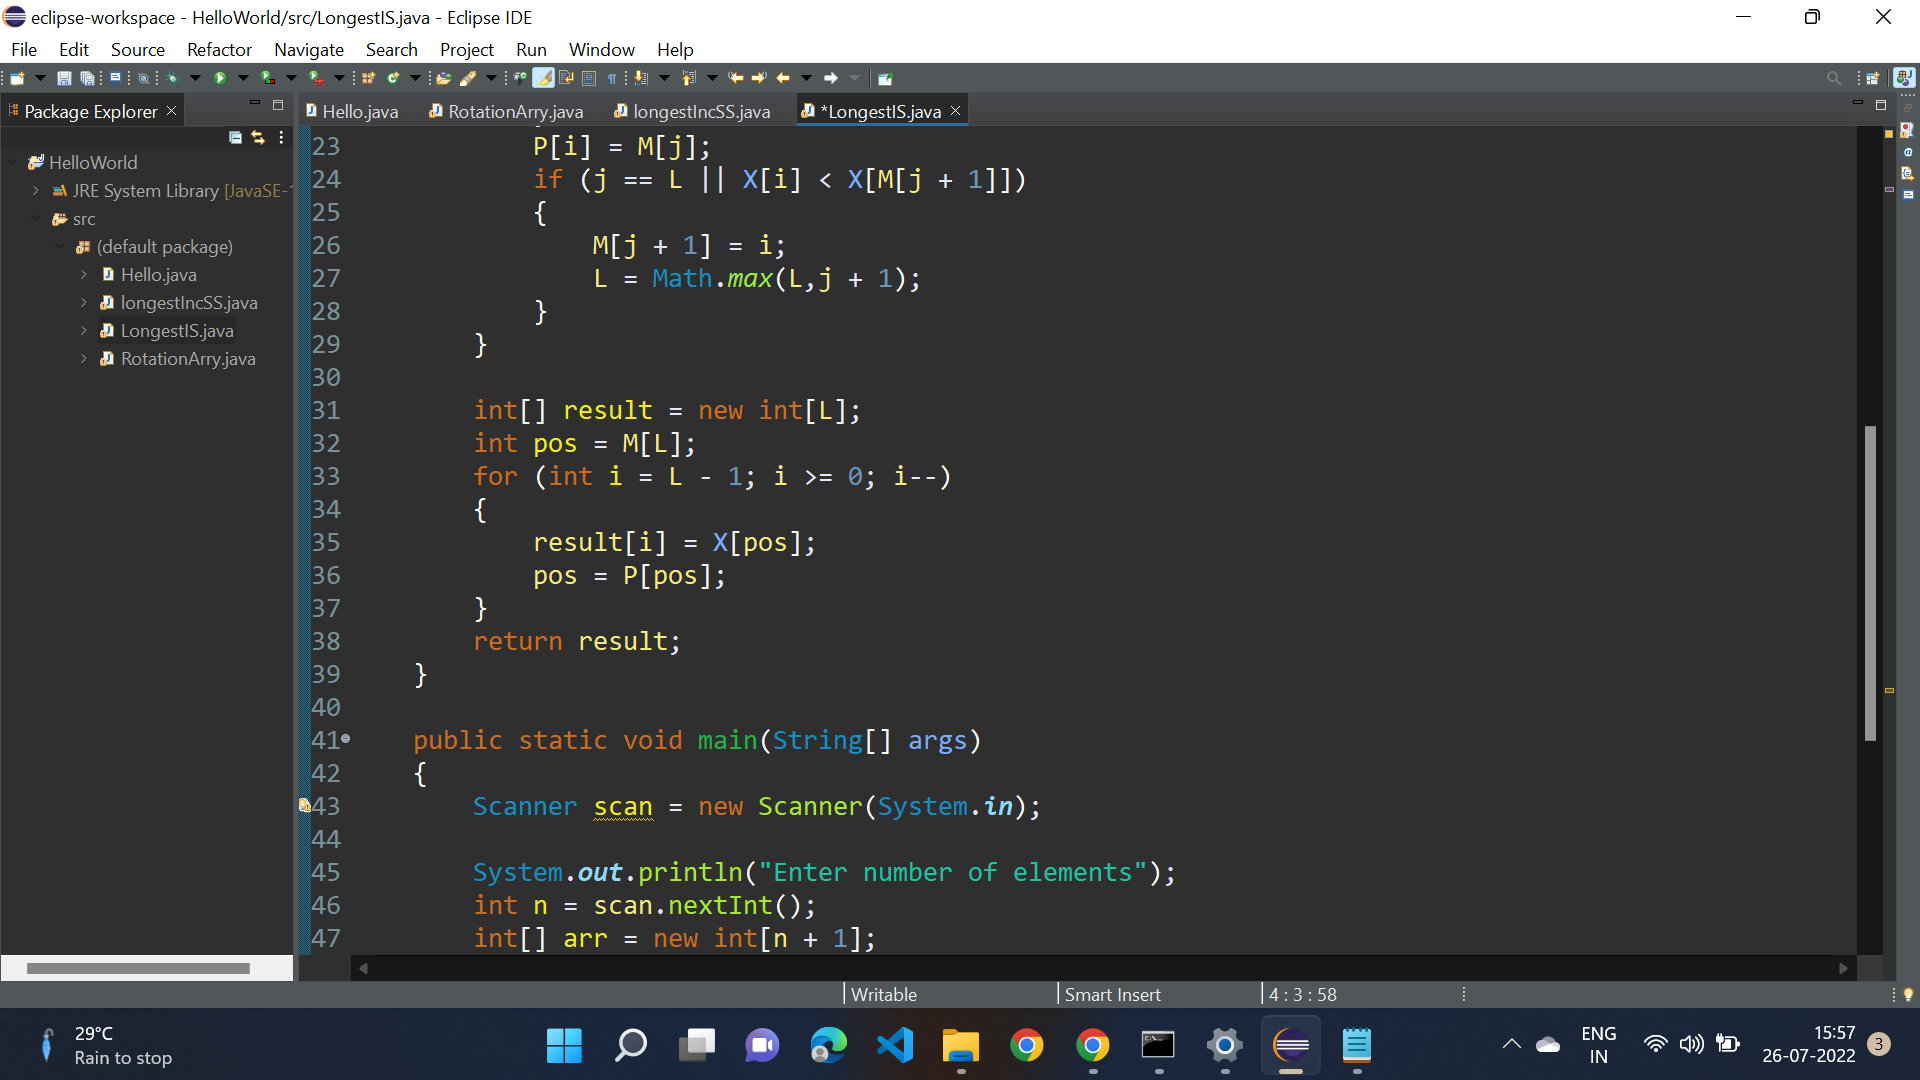 eclipse-workspace - HelloWorld/src/LongestIS.java - Eclipse IDE
File Edit Source Refactor Navigate Search Project Run Window Help
Package Explorer
Hello.java RotationArry.java longestIncSS.java *LongestIS.java
HelloWorld
JRE System Library [JavaSE-1
src
(default package)
Hello.java
longestIncSS.java
LongestIS.java
RotationArry.java
23 P[i] = M[j];
24 if (j == L || X[i] < X[M[j + 1]])
25 {
26 M[j + 1] = i;
27 L = Math.max(L,j + 1);
28 }
29 }
30
31 int[] result = new int[L];
32 int pos = M[L];
33 for (int i = L - 1; i >= 0; i--)
34 {
35 result[i] = X[pos];
36 pos = P[pos];
37 }
38 return result;
39 }
40
41 public static void main(String[] args)
42 {
43 Scanner scan = new Scanner(System.in);
44
45 System.out.println("Enter number of elements");
46 int n = scan.nextInt();
47 int[] arr = new int[n + 1];
Writable Smart Insert 4 : 3 : 58
29°C
Rain to stop
ENG
IN
15:57
26-07-2022
3